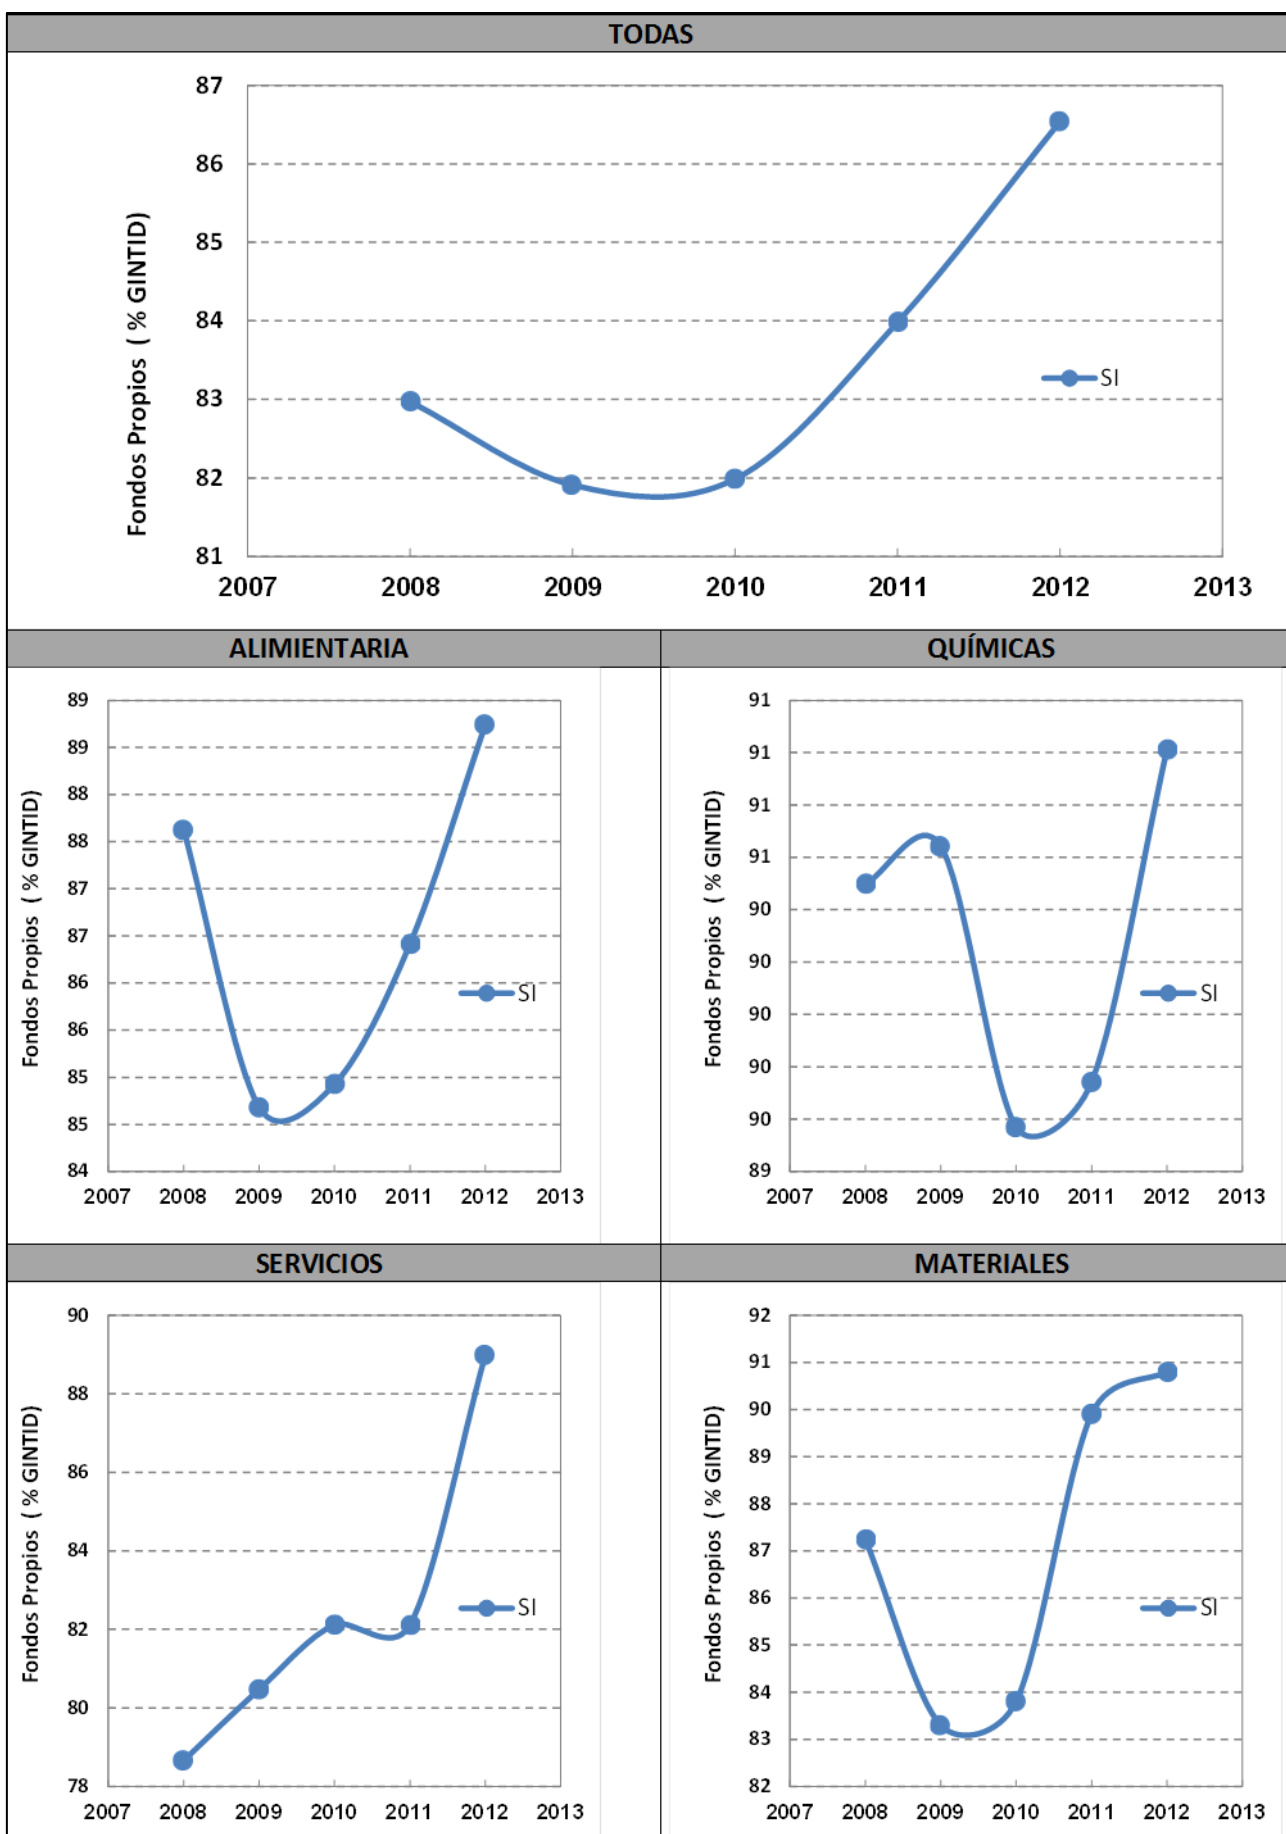 TODAS
Fondos Propios ( % GINTID)
87
86
85
84
83
82
81
2007 2008 2009 2010 2011 2012 2013
SI
ALIMIENTARIA
Fondos Propios ( % GINTID)
89
89
88
88
87
87
86
86
85
85
84
2007 2008 2009 2010 2011 2012 2013
SI
QUÍMICAS
Fondos Propios ( % GINTID)
91
91
91
91
90
90
90
90
90
89
2007 2008 2009 2010 2011 2012 2013
SI
SERVICIOS
Fondos Propios ( % GINTID)
90
88
86
84
82
80
78
2007 2008 2009 2010 2011 2012 2013
SI
MATERIALES
Fondos Propios ( % GINTID)
92
91
90
89
88
87
86
85
84
83
82
2007 2008 2009 2010 2011 2012 2013
SI